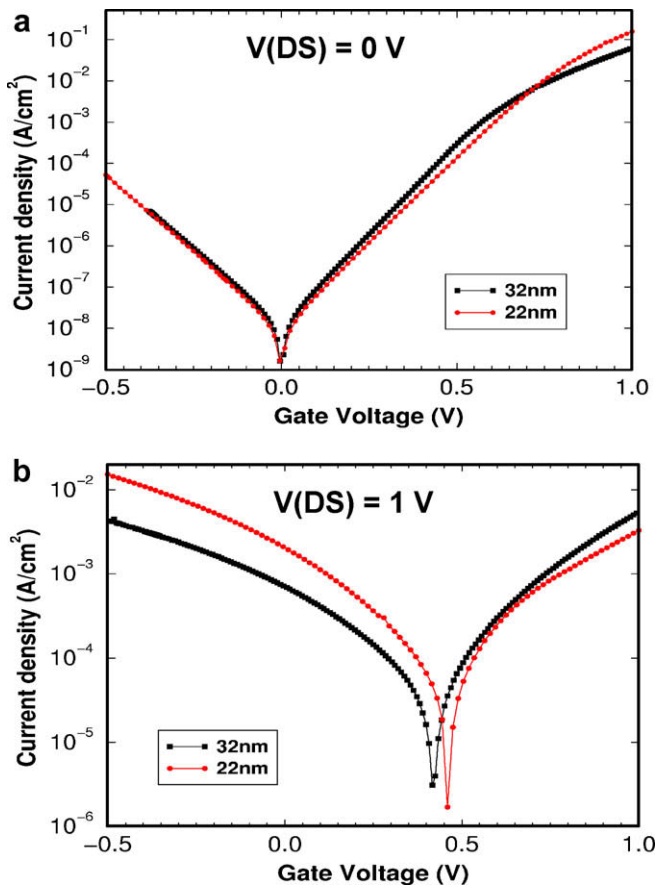 a
V(DS) = 0 V
Current density (A/cm²)
10⁻¹
10⁻²
10⁻³
10⁻⁴
10⁻⁵
10⁻⁶
10⁻⁷
10⁻⁸
10⁻⁹
32nm
22nm
−0.5 0.0 0.5 1.0
Gate Voltage (V)
b
V(DS) = 1 V
Current density (A/cm²)
10⁻²
10⁻³
10⁻⁴
10⁻⁵
10⁻⁶
32nm
22nm
−0.5 0.0 0.5 1.0
Gate Voltage (V)